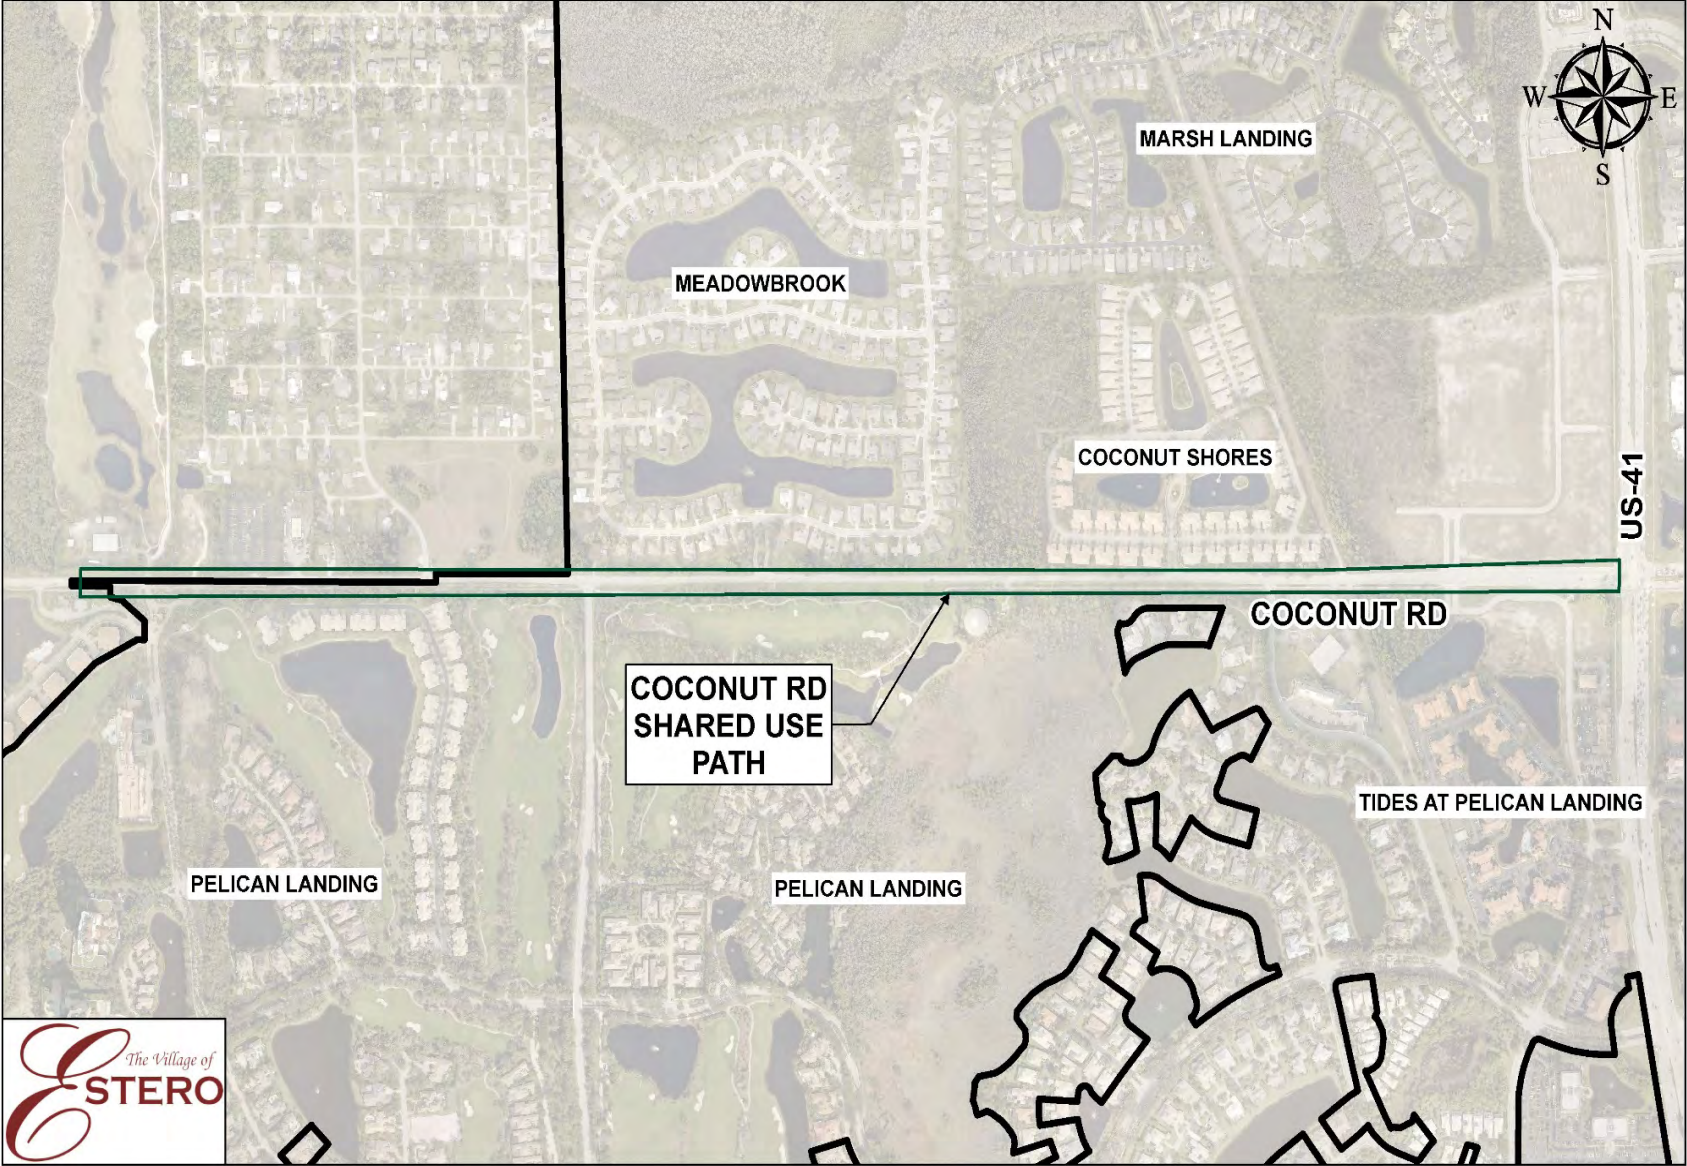 N
W E
S
MARSH LANDING
MEADOWBROOK
COCONUT SHORES
US-41
COCONUT RD
COCONUT RD
SHARED USE
PATH
TIDES AT PELICAN LANDING
PELICAN LANDING
PELICAN LANDING
The Village of
ESTERO